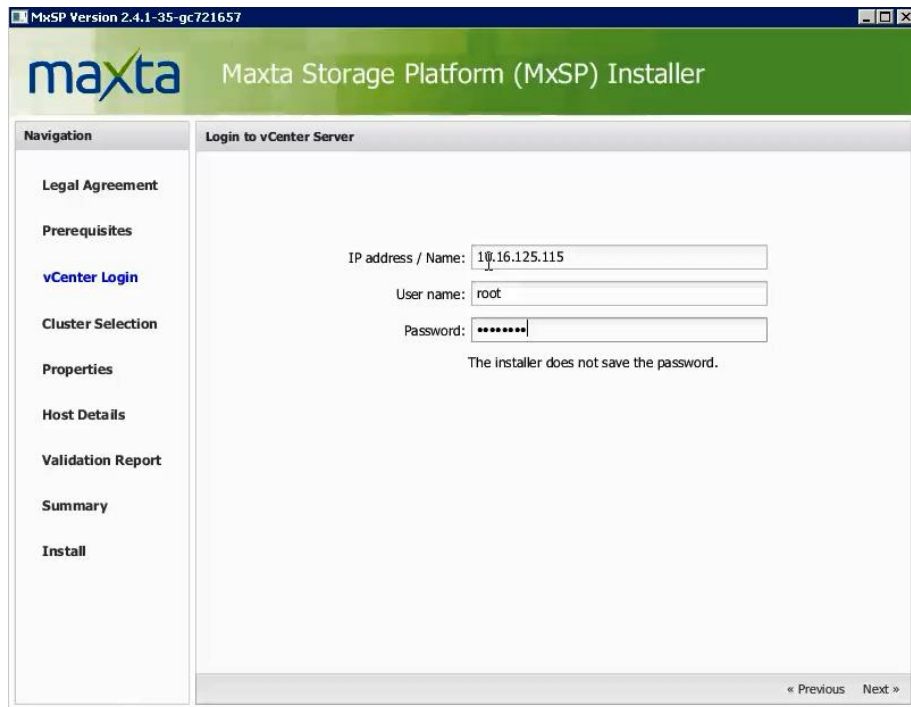 MxSP Version 2.4.1-35-gc721657
maxta
Maxta Storage Platform (MxSP) Installer
Navigation
Login to vCenter Server
Legal Agreement
Prerequisites
vCenter Login
Cluster Selection
Properties
Host Details
Validation Report
Summary
Install
IP address / Name: 10.16.125.115
User name: root
Password: ••••••••
The installer does not save the password.
« Previous Next »